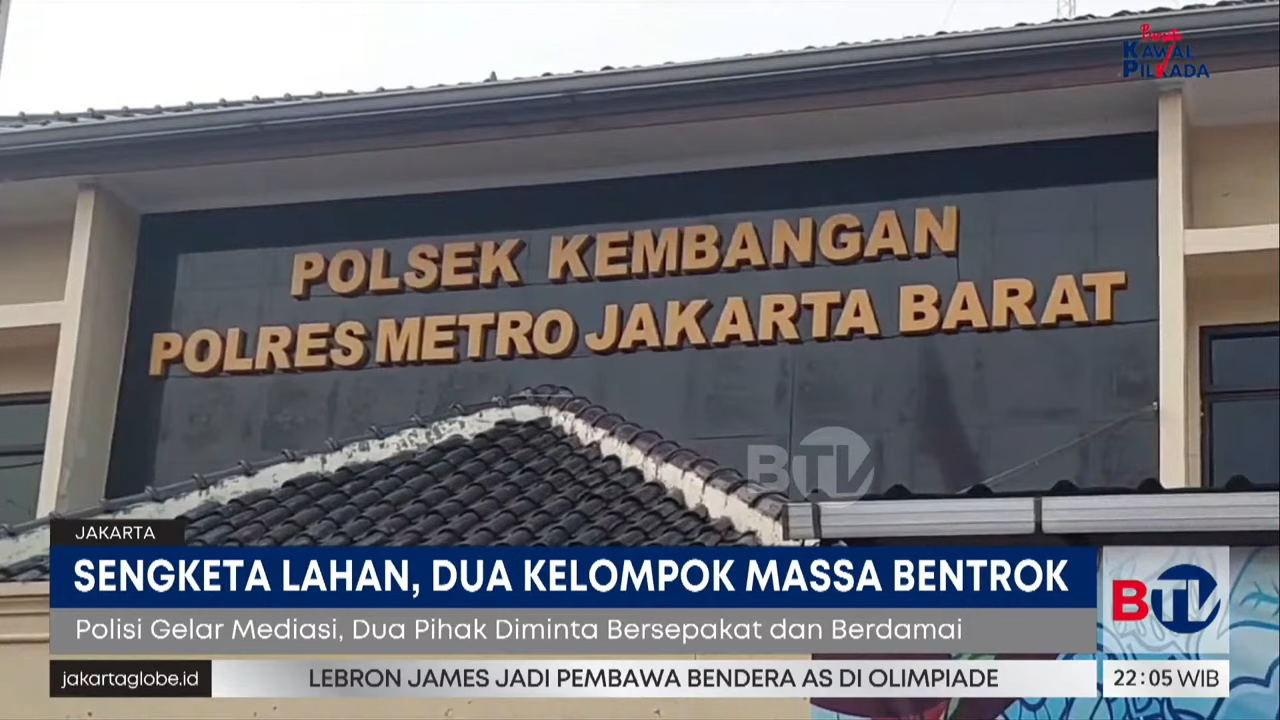 KAWAL
PILKADA
POLSEK KEMBANGAN
POLRES METRO JAKARTA BARAT
BTV
JAKARTA
SENGKETA LAHAN, DUA KELOMPOK MASSA BENTROK
Polisi Gelar Mediasi, Dua Pihak Diminta Bersepakat dan Berdamai
BTV
jakartaglobe.id
LEBRON JAMES JADI PEMBAWA BENDERA AS DI OLIMPIADE
22:05 WIB